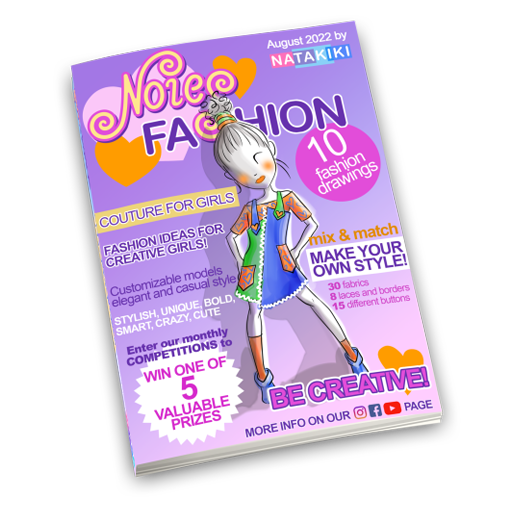 August 2022 by
NATAKIKI
Noies
FASHION
10
fashion
drawings
COUTURE FOR GIRLS
FASHION IDEAS FOR
CREATIVE GIRLS!
Customizable models
elegant and casual style
STYLISH, UNIQUE, BOLD,
SMART, CRAZY, CUTE
Enter our monthly
COMPETITIONS to
WIN ONE OF
5
VALUABLE
PRIZES
mix & match
MAKE YOUR
OWN STYLE!
30 fabrics
8 laces and borders
15 different buttons
BE CREATIVE!
MORE INFO ON OUR PAGE